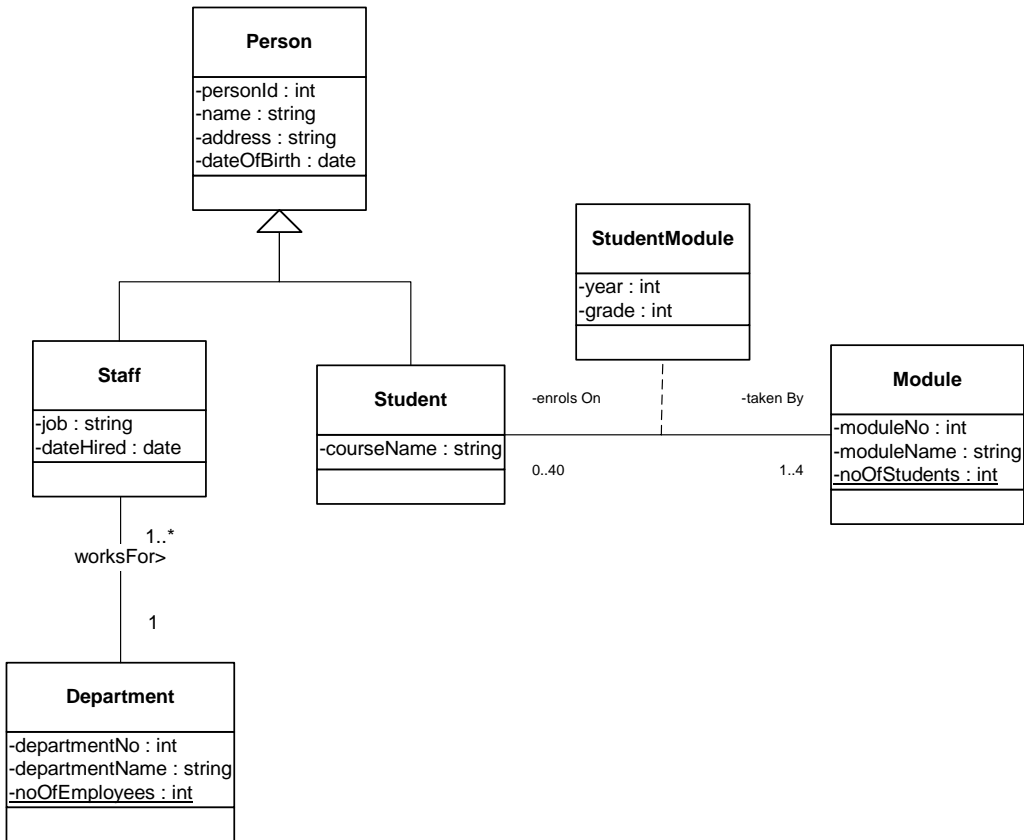 Person
-personId : int
-name : string
-address : string
-dateOfBirth : date
StudentModule
-year : int
-grade : int
Staff
-job : string
-dateHired : date
Student
-courseName : string
-enrols On
-taken By
0..40
1..4
Module
-moduleNo : int
-moduleName : string
-noOfStudents : int
1..*
worksFor>
1
Department
-departmentNo : int
-departmentName : string
-noOfEmployees : int